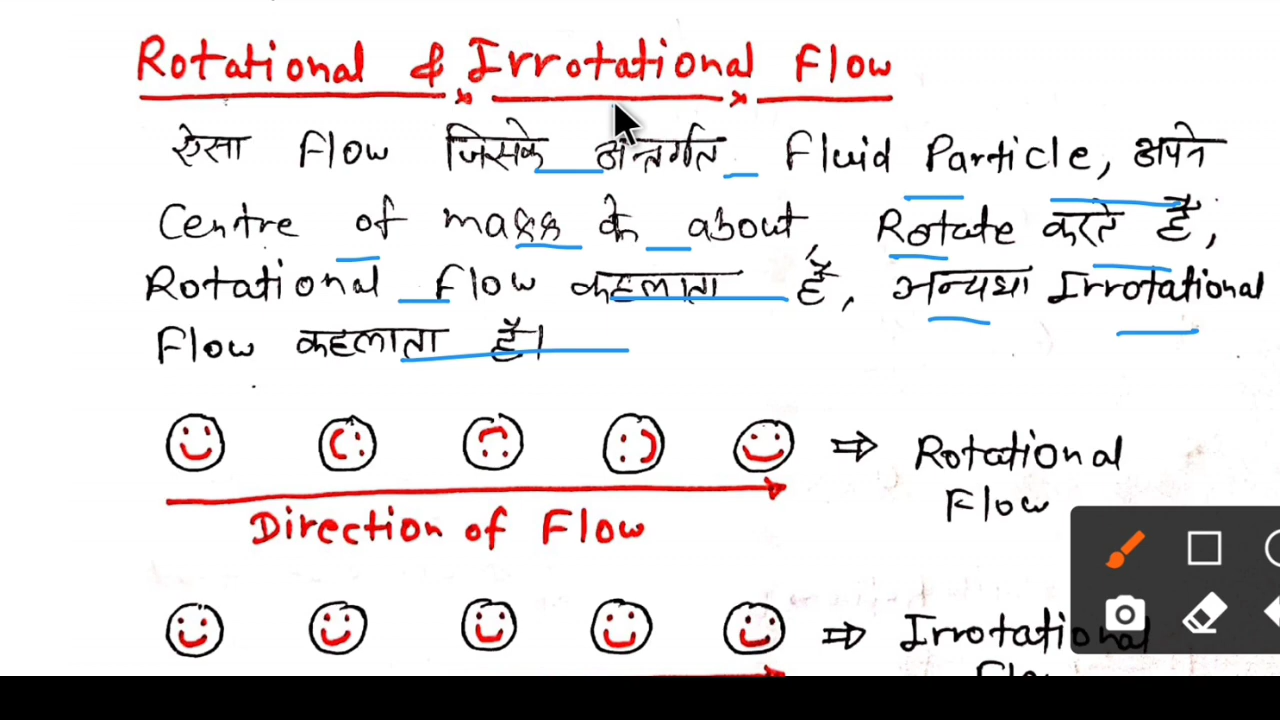 Rotational & Irrotational Flow
ऐसा Flow जिसके अन्तर्गत Fluid Particle, अपने
Centre of mass के about, Rotate करते हैं,
Rotational Flow कहलाता हैं, अन्यथा Irrotational
Flow कहलाता हैं।
⇒ Rotational
Flow
Direction of Flow
⇒ Irrotational